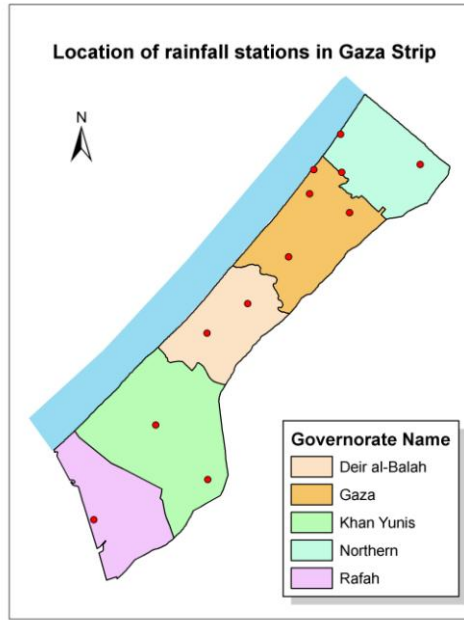 Location of rainfall stations in Gaza Strip
N
Governorate Name
Deir al-Balah
Gaza
Khan Yunis
Northern
Rafah